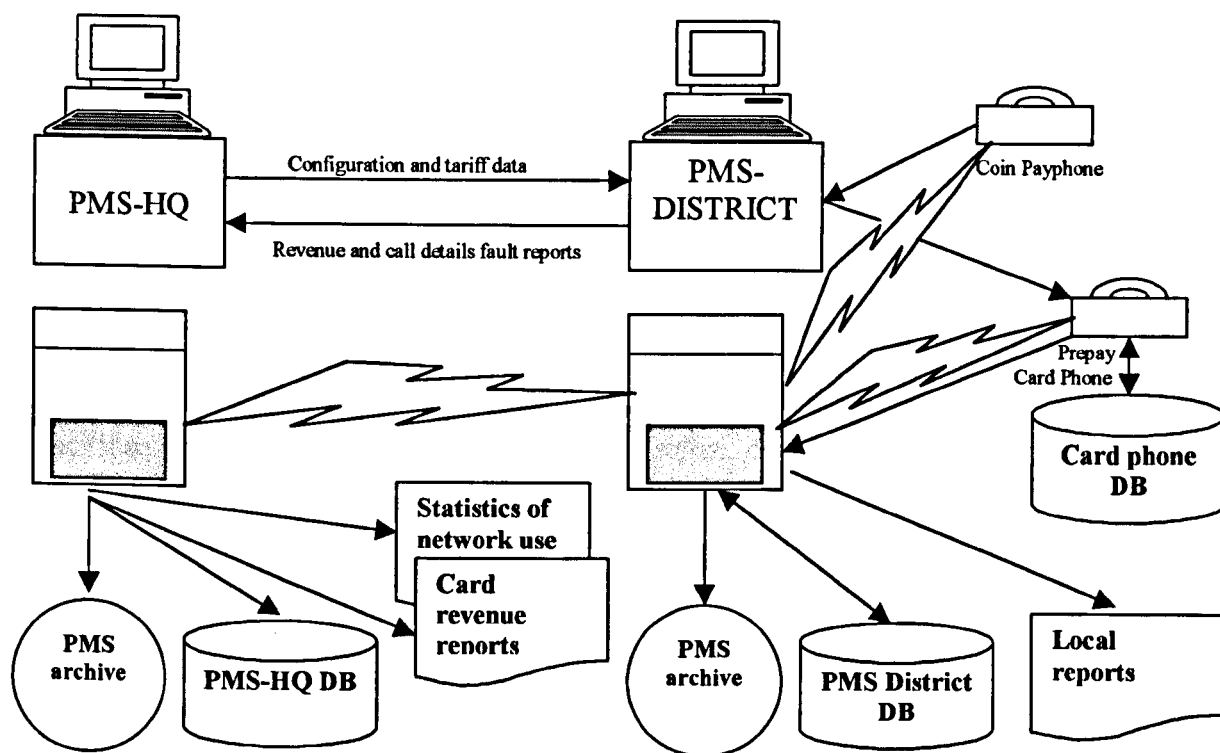 PMS-HQ
Configuration and tariff data
Revenue and call details fault reports
PMS-
DISTRICT
Coin Payphone
Prepay
Card Phone
Card phone
DB
Statistics of
network use
Card
revenue
renorts
PMS
archive
PMS-HQ DB
PMS
archive
PMS District
DB
Local
reports